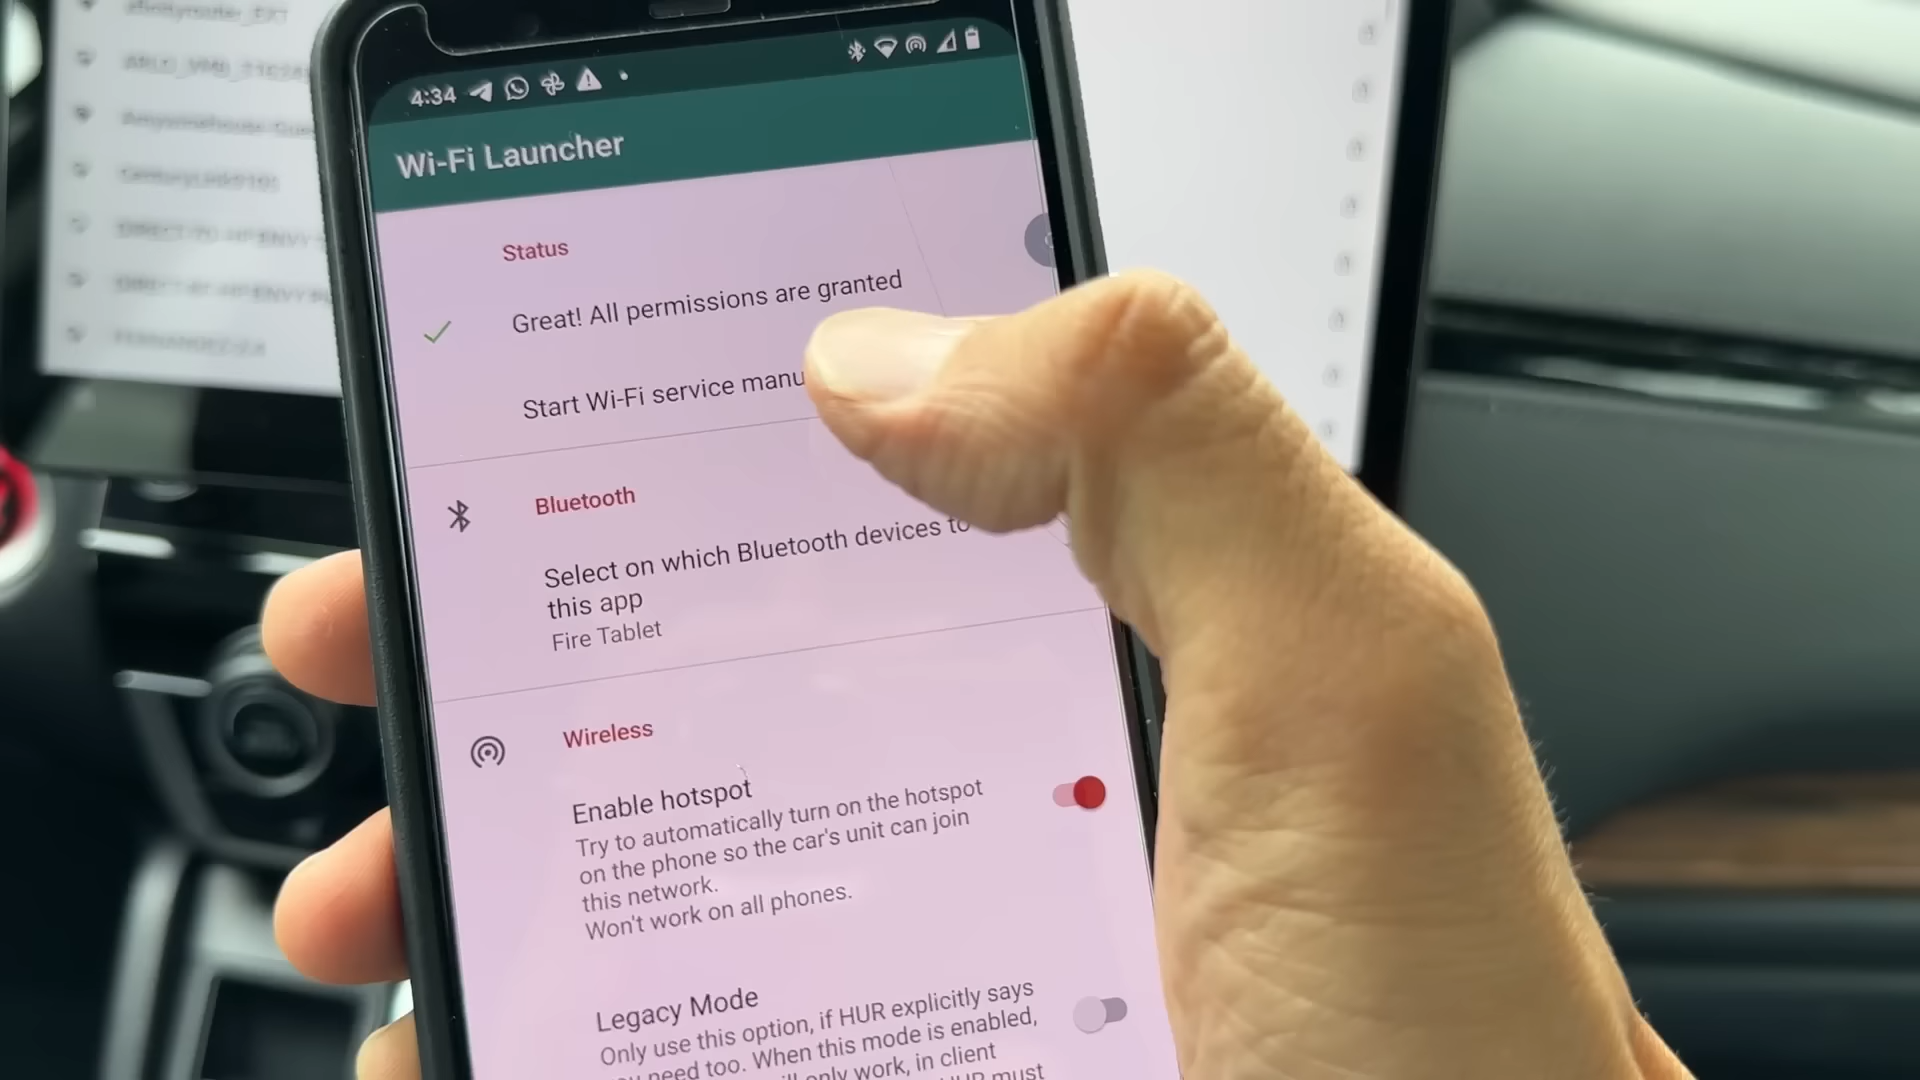 4:34
Wi-Fi Launcher
Status
Great! All permissions are granted
Start Wi-Fi service manu
Bluetooth
Select on which Bluetooth devices to
this app
Fire Tablet
Wireless
Enable hotspot
Try to automatically turn on the hotspot
on the phone so the car's unit can join
this network.
Won't work on all phones.
Legacy Mode
Only use this option, if HUR explicitly says
need too. When this mode is enabled,
only work, in client
must